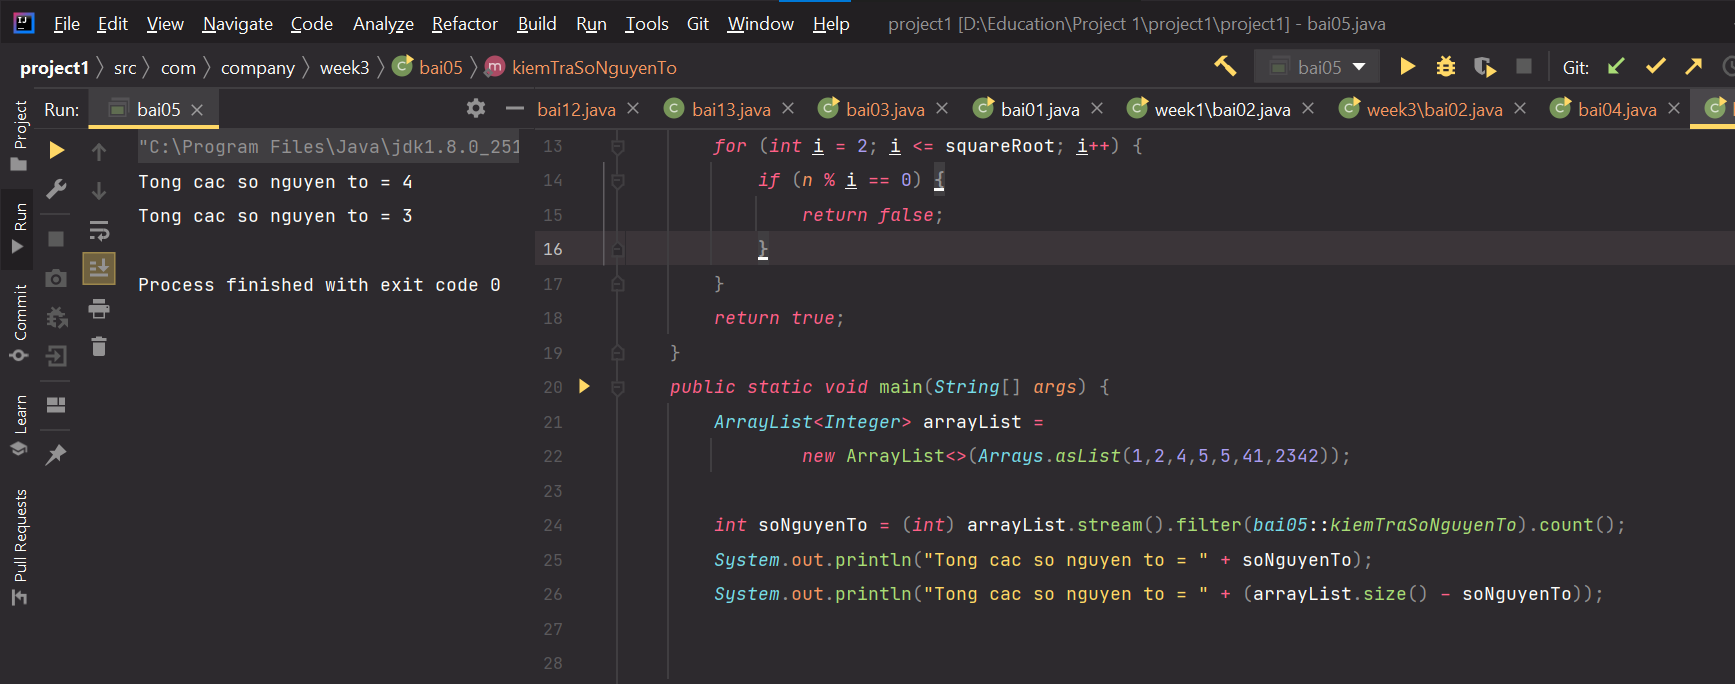 File Edit View Navigate Code Analyze Refactor Build Run Tools Git Window Help project1 [D:\Education\Project 1\project1\project1] - bai05.java
project1 src com company week3 bai05 kiemTraSoNguyenTo bai05 Git:
Run: bai05
bai12.java bai13.java bai03.java bai01.java week1\bai02.java week3\bai02.java bai04.java
Project
Run
Commit
Learn
Pull Requests
"C:\Program Files\Java\jdk1.8.0_251
Tong cac so nguyen to = 4
Tong cac so nguyen to = 3
Process finished with exit code 0
13 for (int i = 2; i <= squareRoot; i++) {
14 if (n % i == 0) {
15 return false;
16 }
17 }
18 return true;
19 }
20 public static void main(String[] args) {
21 ArrayList<Integer> arrayList =
22 new ArrayList<>(Arrays.asList(1,2,4,5,5,41,2342));
23
24 int soNguyenTo = (int) arrayList.stream().filter(bai05::kiemTraSoNguyenTo).count();
25 System.out.println("Tong cac so nguyen to = " + soNguyenTo);
26 System.out.println("Tong cac so nguyen to = " + (arrayList.size() - soNguyenTo));
27
28